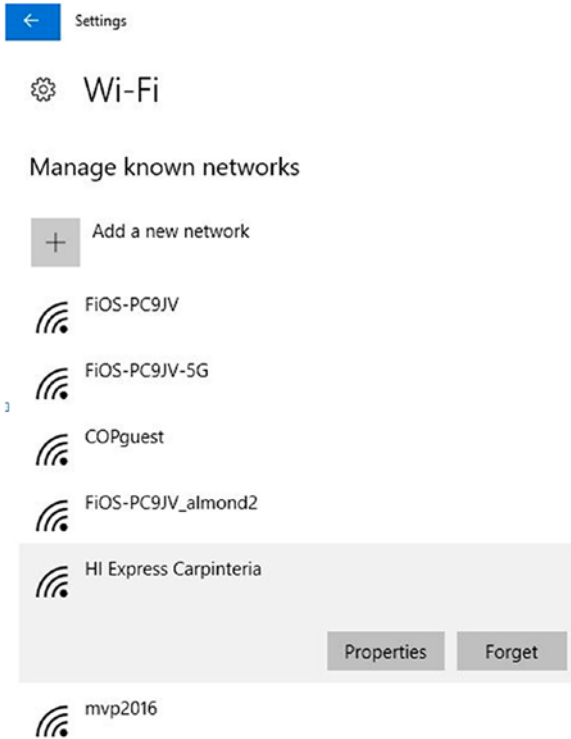 Settings
Wi-Fi
Manage known networks
Add a new network
FiOS-PC9JV
FiOS-PC9JV-5G
COPguest
FiOS-PC9JV_almond2
HI Express Carpinteria
Properties Forget
mvp2016